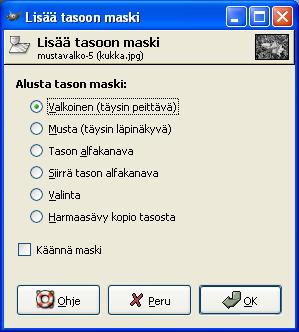 Lisää tasoon maski
Lisää tasoon maski
mustavalko-5 (kukka.jpg)
Alusta tason maski:
Valkoinen (täysin peittävä)
Musta (täysin läpinäkyvä)
Tason alfakanava
Siirrä tason alfakanava
Valinta
Harmaasävy kopio tasosta
Käännä maski
Ohje
Peru
OK